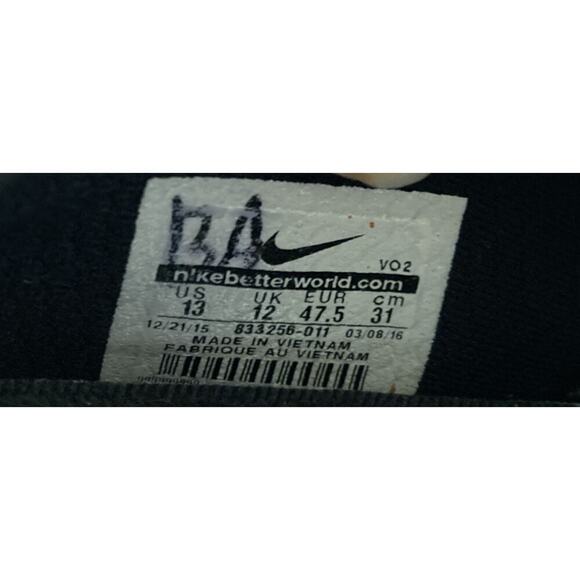 BA
VO2
nikebetterworld.com
US UK EUR cm
13 12 47.5 31
12/21/15 833256-011 03/08/16
MADE IN VIETNAM
FABRIQUE AU VIETNAM